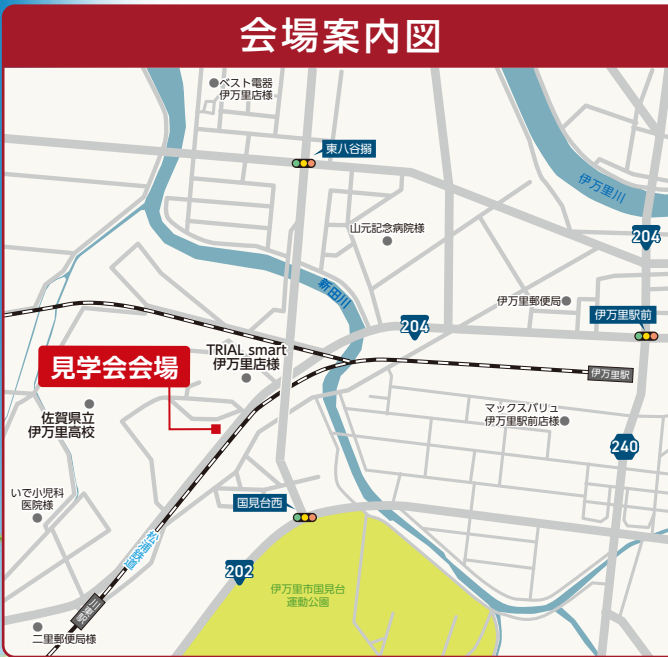 会場案内図
ベスト電器
伊万里店様
東八谷搦
伊万里川
山元記念病院様
204
新田川
伊万里郵便局
204
伊万里駅前
TRIAL smart
伊万里店様
見学会会場
伊万里駅
佐賀県立
伊万里高校
マックスバリュ
伊万里駅前店様
240
いで小児科
医院様
国見台西
松浦鉄道
202
伊万里市国見台
運動公園
川東駅
二里郵便局様